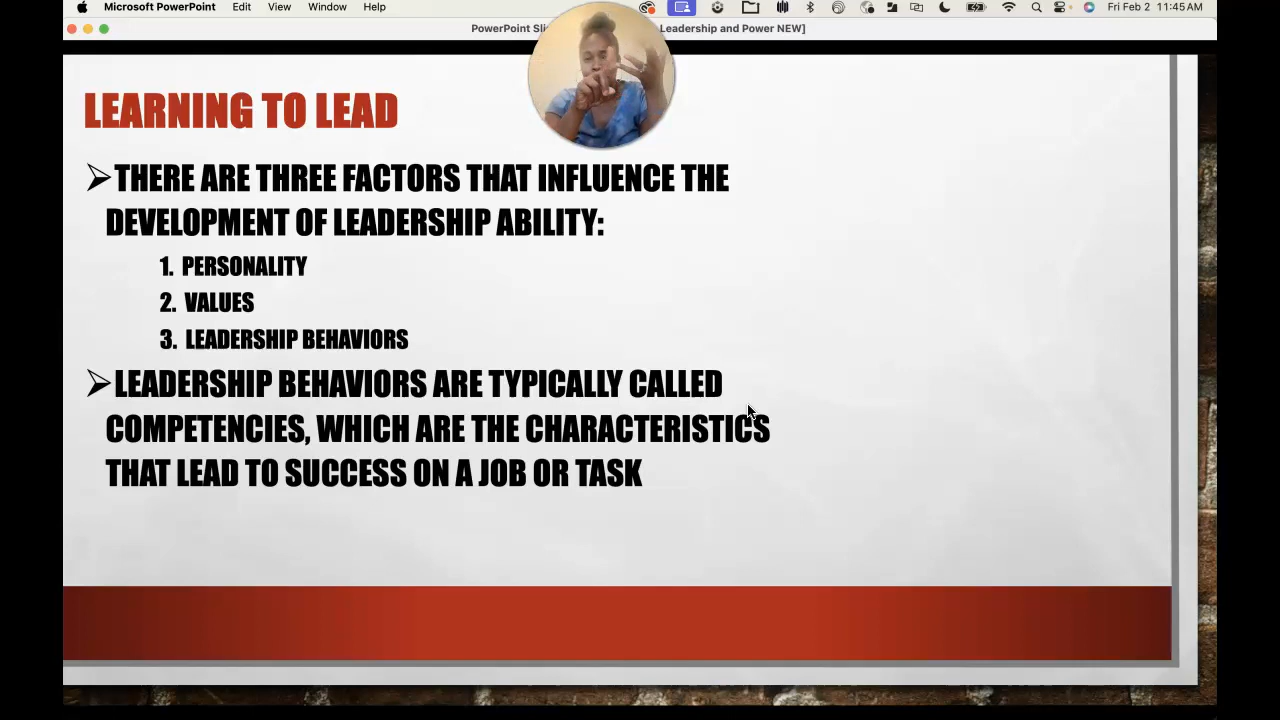 Microsoft PowerPoint Edit View Window Help Fri Feb 2 11:45 AM
PowerPoint Leadership and Power NEW]
LEARNING TO LEAD
THERE ARE THREE FACTORS THAT INFLUENCE THE
DEVELOPMENT OF LEADERSHIP ABILITY:
1. PERSONALITY
2. VALUES
3. LEADERSHIP BEHAVIORS
LEADERSHIP BEHAVIORS ARE TYPICALLY CALLED
COMPETENCIES, WHICH ARE THE CHARACTERISTICS
THAT LEAD TO SUCCESS ON A JOB OR TASK